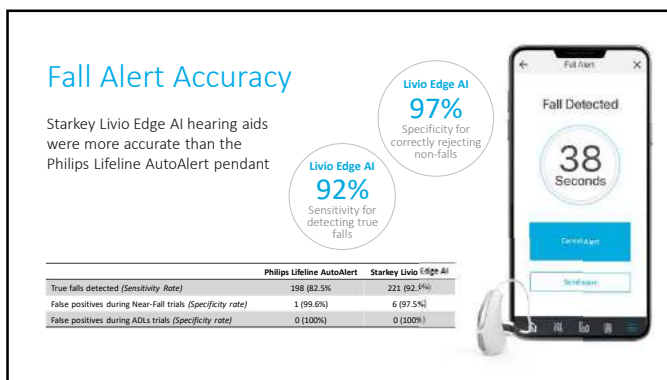 Fall Alert Accuracy
Starkey Livio Edge AI hearing aids
were more accurate than the
Philips Lifeline AutoAlert pendant
Livio Edge AI
97%
Specificity for
correctly rejecting
non-falls
Livio Edge AI
92%
Sensitivity for
detecting true
falls
Philips Lifeline AutoAlert Starkey Livio Edge AI
True falls detected (Sensitivity Rate) 198 (82.5% 221 (92.1%)
False positives during Near-Fall trials (Specificity rate) 1 (99.6%) 6 (97.5%)
False positives during ADLs trials (Specificity rate) 0 (100%) 0 (100%)
Fall Alert
Fall Detected
38
Seconds
Cancel Alert
Send Alert